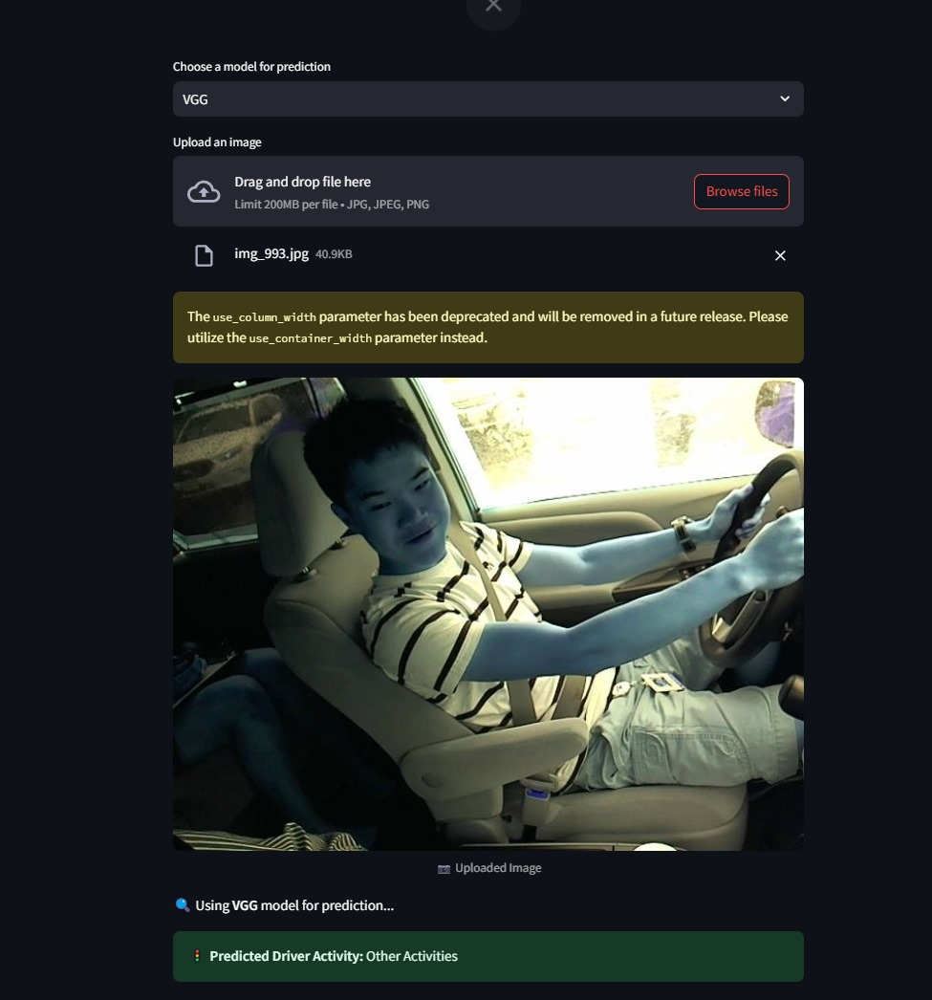 Choose a model for prediction
VGG
Upload an image
Drag and drop file here
Limit 200MB per file • JPG, JPEG, PNG
Browse files
img_993.jpg 40.9KB
The use_column_width parameter has been deprecated and will be removed in a future release. Please
utilize the use_container_width parameter instead.
Uploaded Image
Using VGG model for prediction...
Predicted Driver Activity: Other Activities